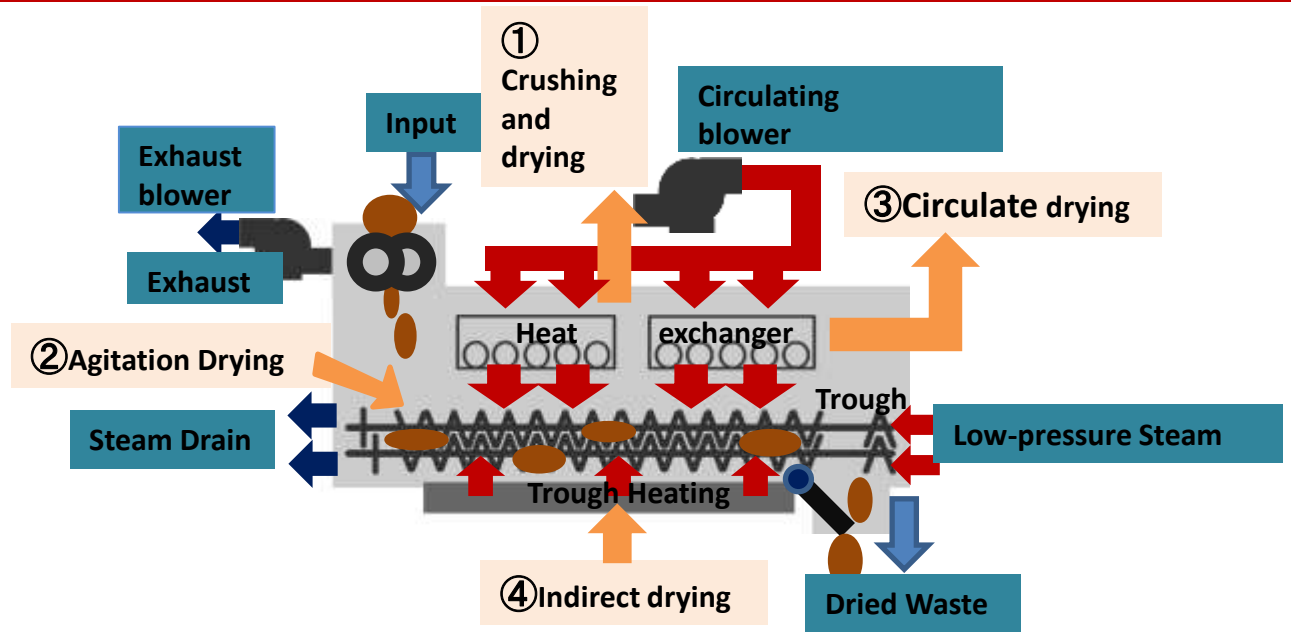 ①
Crushing
and
drying
Circulating
blower
Input
Exhaust
blower
③Circulate drying
Exhaust
Heat
exchanger
②Agitation Drying
Trough
Steam Drain
Low-pressure Steam
Trough Heating
④Indirect drying
Dried Waste